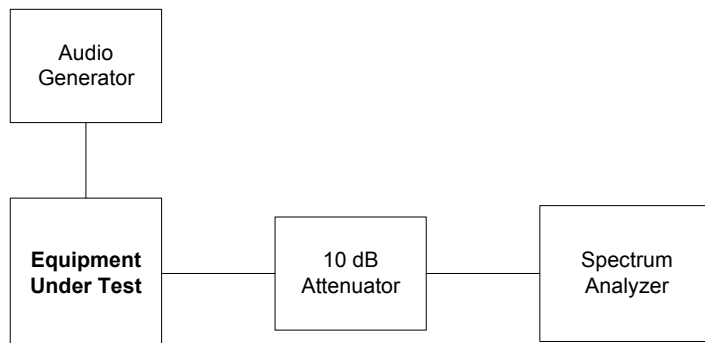 Audio
Generator
Equipment
Under Test
10 dB
Attenuator
Spectrum
Analyzer